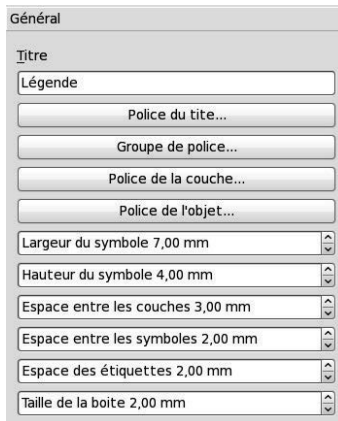 Général
Titre
Légende
Police du tite...
Groupe de police...
Police de la couche...
Police de l'objet...
Largeur du symbole 7,00 mm
Hauteur du symbole 4,00 mm
Espace entre les couches 3,00 mm
Espace entre les symboles 2,00 mm
Espace des étiquettes 2,00 mm
Taille de la boite 2,00 mm